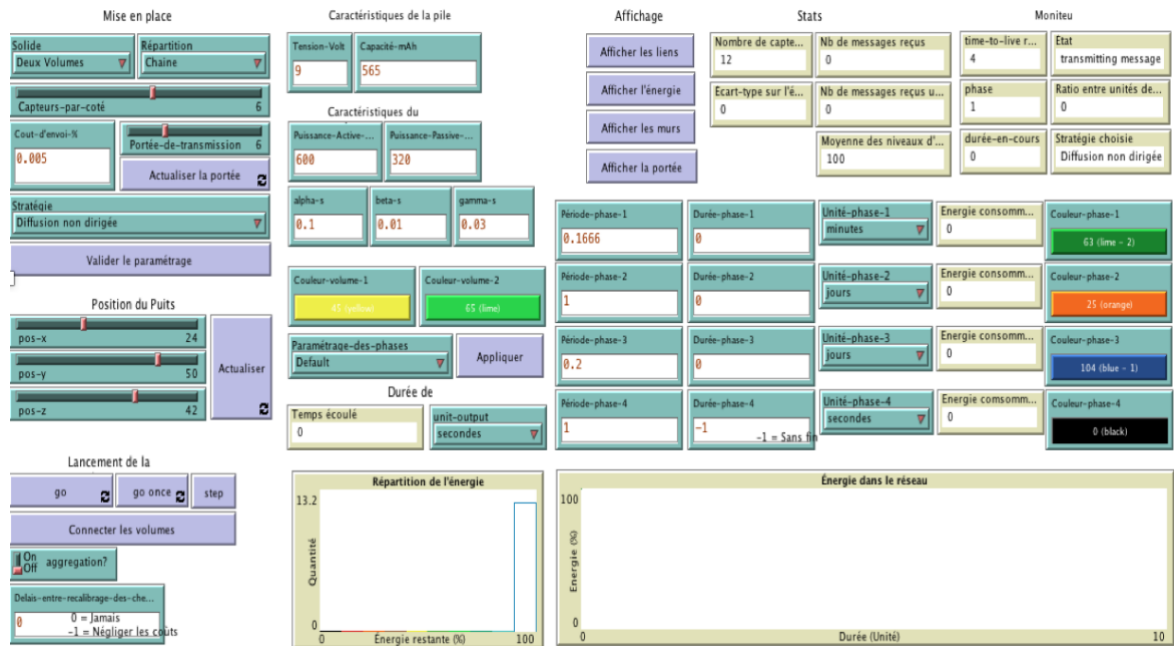 Mise en place
Solide
Deux Volumes
Répartition
Chaine
Capteurs-par-coté 6
Cout-d'envoi-%
0.005
Portée-de-transmission 6
Actualiser la portée
Stratégie
Diffusion non dirigée
Valider le paramétrage
Position du Puits
pos-x 24
pos-y 50
pos-z 42
Actualiser
Lancement de la
go
go once
step
Connecter les volumes
On
Off
aggregation?
Delais-entre-recalibrage-des-che...
0
0 = Jamais
-1 = Négliger les coûts
Caractéristiques de la pile
Tension-Volt
9
Capacité-mAh
565
Caractéristiques du
Puissance-Active-...
600
Puissance-Passive-...
320
alpha-s
0.1
beta-s
0.01
gamma-s
0.03
Couleur-volume-1
45 (yellow)
Couleur-volume-2
65 (lime)
Paramétrage-des-phases
Default
Appliquer
Durée de
Temps écoulé
0
unit-output
secondes
Répartition de l'énergie
13.2
Quantité
0
0
Énergie restante (%)
100
Affichage
Afficher les liens
Afficher l'énergie
Afficher les murs
Afficher la portée
Stats
Nombre de capte...
12
Nb de messages reçus
0
Ecart-type sur l'é...
0
Nb de messages reçus u...
0
Moyenne des niveaux d'...
100
Moniteu
time-to-live r...
4
État
transmitting message
phase
1
Ratio entre unités de...
0
durée-en-cours
0
Stratégie choisie
Diffusion non dirigée
Période-phase-1
0.1666
Durée-phase-1
0
Unité-phase-1
minutes
Energie consomm...
0
Couleur-phase-1
63 (lime - 2)
Période-phase-2
1
Durée-phase-2
0
Unité-phase-2
jours
Energie consomm...
0
Couleur-phase-2
25 (orange)
Période-phase-3
0.2
Durée-phase-3
0
Unité-phase-3
jours
Energie consomm...
0
Couleur-phase-3
104 (blue - 1)
Période-phase-4
1
Durée-phase-4
-1
-1 = Sans fin
Unité-phase-4
secondes
Energie comsomm...
0
Couleur-phase-4
0 (black)
Énergie dans le réseau
100
Energie (%)
0
0
Durée (Unité)
10